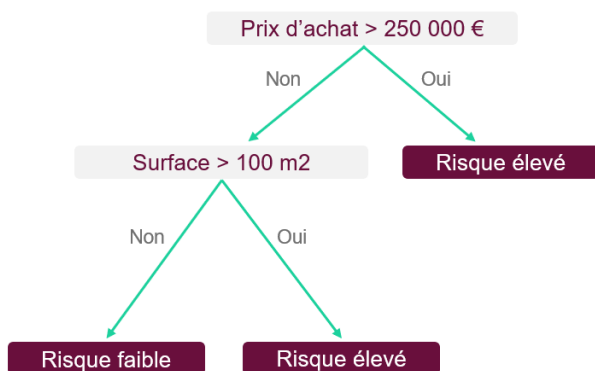 Prix d’achat > 250 000 €
Non
Oui
Surface > 100 m2
Risque élevé
Non
Oui
Risque faible
Risque élevé